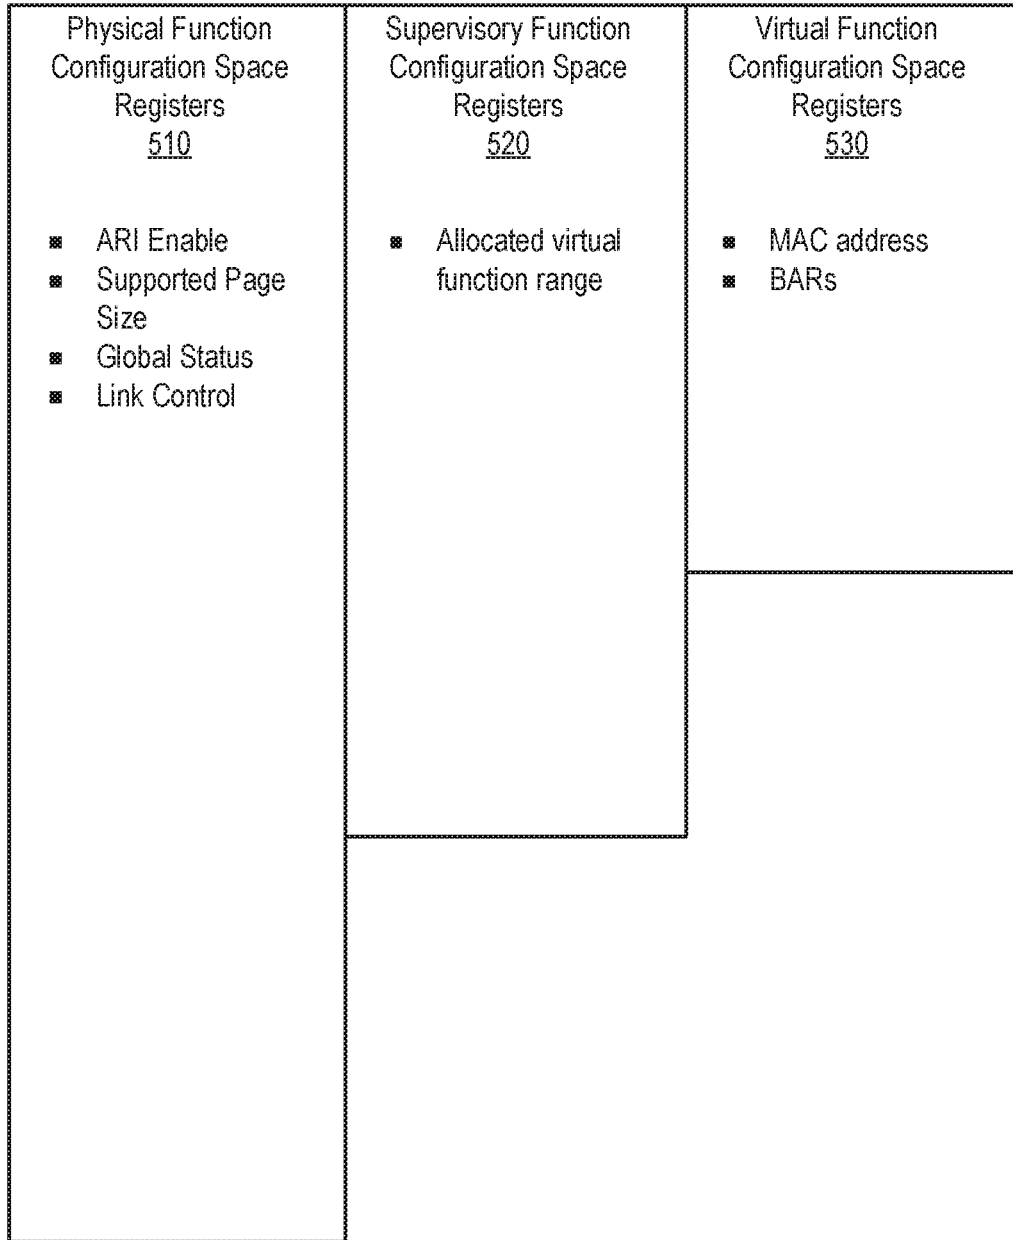 Physical Function
Configuration Space
Registers
510
▪ ARI Enable
▪ Supported Page
Size
▪ Global Status
▪ Link Control
Supervisory Function
Configuration Space
Registers
520
▪ Allocated virtual
function range
Virtual Function
Configuration Space
Registers
530
▪ MAC address
▪ BARs